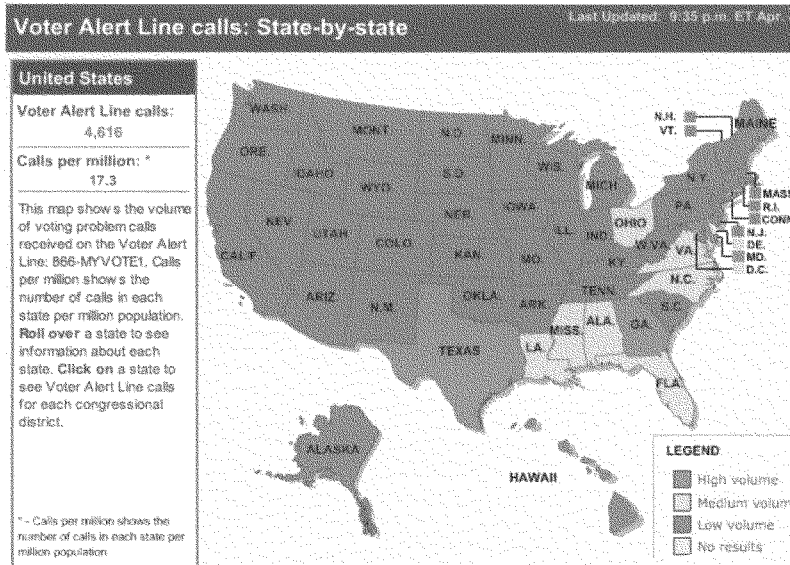 Voter Alert Line calls: State-by-state
Last Updated: 9:35 p.m. ET Apr.
United States
Voter Alert Line calls:
4,616
Calls per million: *
17.3
This map shows the volume
of voting problem calls
received on the Voter Alert
Line: 866-MYVOTE1. Calls
per million shows the
number of calls in each
state per million population.
Roll over a state to see
information about each
state. Click on a state to
see Voter Alert Line calls
for each congressional
district.
* - Calls per million shows the
number of calls in each state per
million population
WASH.
MONT.
N.D.
MINN.
N.H.
VT.
MAINE
ORE.
IDAHO
WYO.
S.D.
WIS.
MICH
N.Y.
MASS
R.I.
CONN
NEV.
UTAH
COLO.
NEB.
IOWA
ILL.
IND.
OHIO
PA.
N.J.
DE.
MD.
D.C.
CALIF.
KAN.
MO.
KY.
W.VA.
VA.
ARIZ.
N.M.
OKLA.
ARK.
TENN.
N.C.
S.C.
TEXAS
LA.
MISS.
ALA.
GA.
FLA.
ALASKA
HAWAII
LEGEND
High volume
Medium volum
Low volume
No results